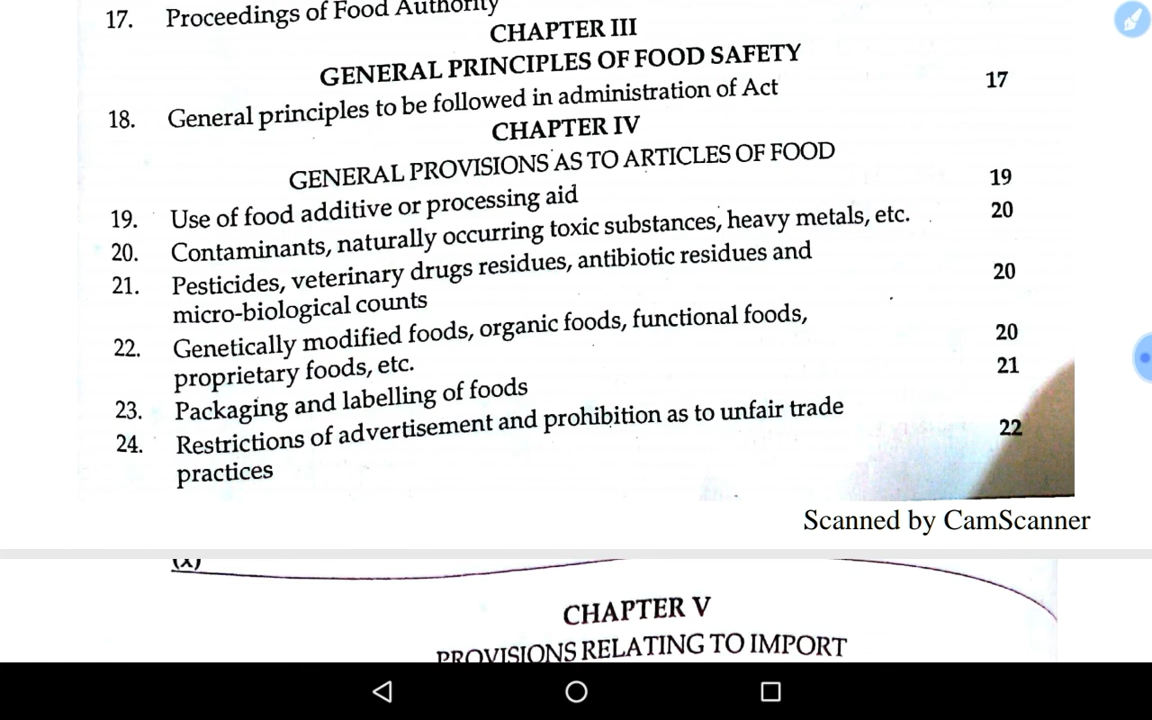 17. Proceedings of Food Authority
CHAPTER III
GENERAL PRINCIPLES OF FOOD SAFETY
18. General principles to be followed in administration of Act 17
CHAPTER IV
GENERAL PROVISIONS AS TO ARTICLES OF FOOD
19. Use of food additive or processing aid 19
20. Contaminants, naturally occurring toxic substances, heavy metals, etc. 20
21. Pesticides, veterinary drugs residues, antibiotic residues and
micro-biological counts 20
22. Genetically modified foods, organic foods, functional foods,
proprietary foods, etc. 20
23. Packaging and labelling of foods 21
24. Restrictions of advertisement and prohibition as to unfair trade
practices 22
Scanned by CamScanner
(x)
CHAPTER V
PROVISIONS RELATING TO IMPORT